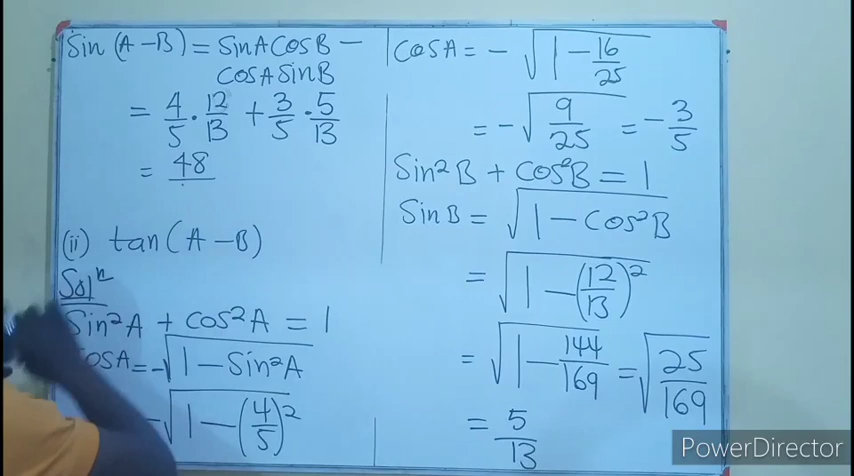 Sin (A - B) = SinA CosB -
CosA SinB
= 4/5 . 12/13 + 3/5 . 5/13
= 48/
(ii) tan(A - B)
Solⁿ
Sin²A + cos²A = 1
cosA = -√(1 - Sin²A)
-√(1 - (4/5)²)
cosA = -√(1 - 16/25)
= -√(9/25) = -3/5
Sin²B + cos²B = 1
SinB = √(1 - cos²B)
= √(1 - (12/13)²)
= √(1 - 144/169) = √(25/169)
= 5/13
PowerDirector